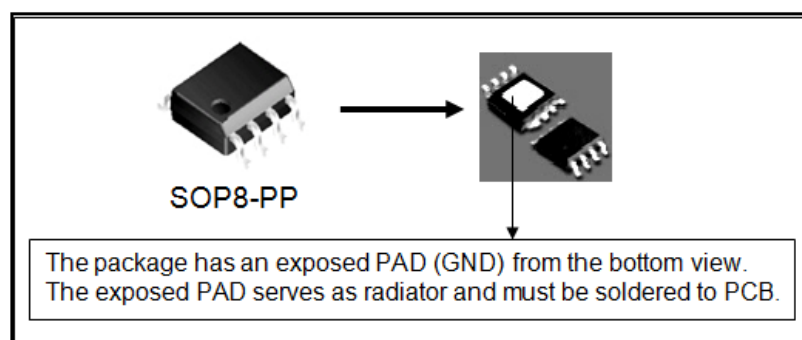 SOP8-PP
The package has an exposed PAD (GND) from the bottom view.
The exposed PAD serves as radiator and must be soldered to PCB.